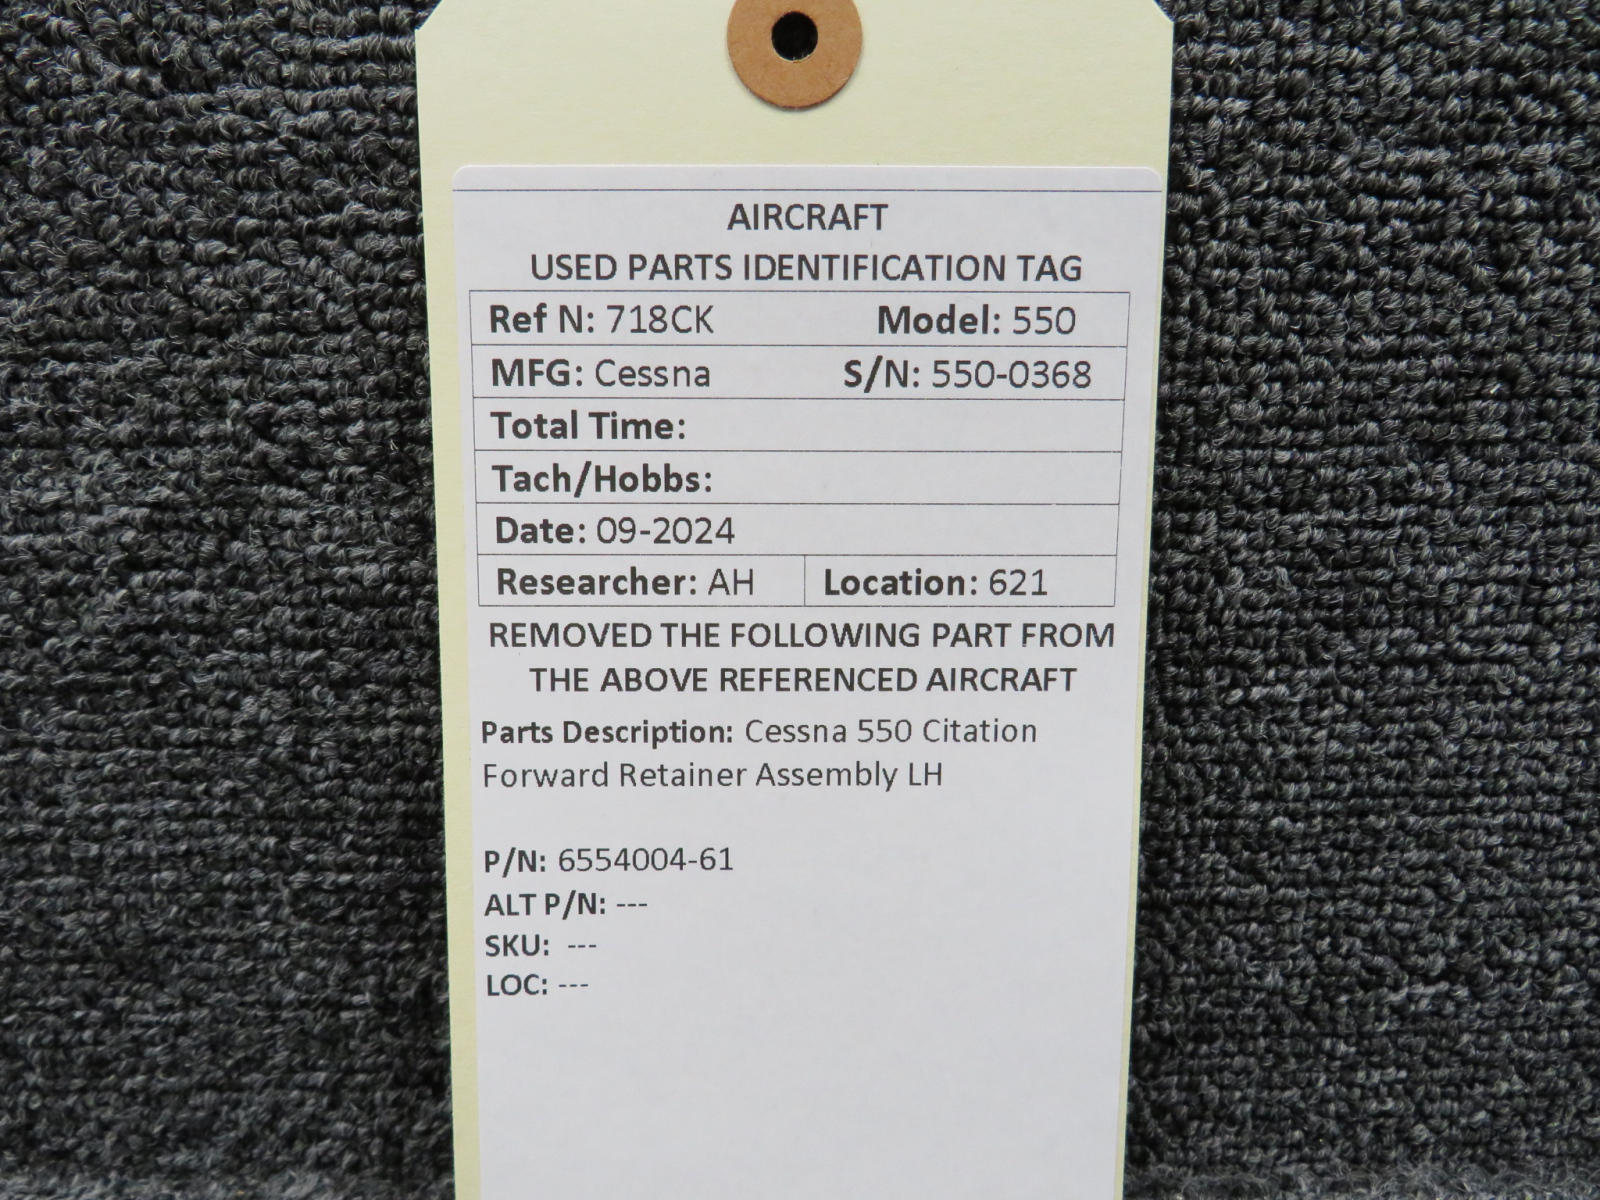 AIRCRAFT
USED PARTS IDENTIFICATION TAG
Ref N: 718CK Model: 550
MFG: Cessna S/N: 550-0368
Total Time:
Tach/Hobbs:
Date: 09-2024
Researcher: AH Location: 621
REMOVED THE FOLLOWING PART FROM
THE ABOVE REFERENCED AIRCRAFT
Parts Description: Cessna 550 Citation
Forward Retainer Assembly LH
P/N: 6554004-61
ALT P/N: ---
SKU: ---
LOC: ---